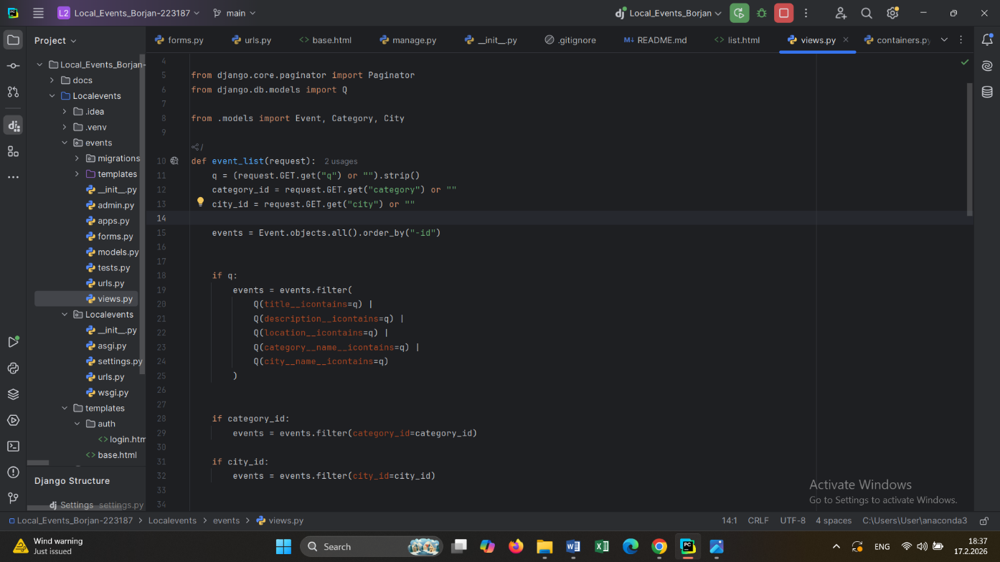 L2 Local_Events_Borjan-223187 main dj Local_Events_Borjan
Project forms.py urls.py <> base.html manage.py __init__.py .gitignore M↓ README.md <> list.html views.py containers.py
Local_Events_Borjan-
docs
Localevents
.idea
.venv
events
migrations
templates
__init__.py
admin.py
apps.py
forms.py
models.py
tests.py
urls.py
views.py
Localevents
__init__.py
asgi.py
settings.py
urls.py
wsgi.py
templates
auth
<> login.htm
<> base.html
Django Structure
dj Settings settings.py
4
5 from django.core.paginator import Paginator
6 from django.db.models import Q
7
8 from .models import Event, Category, City
9
/
10 def event_list(request): 2 usages
11 q = (request.GET.get("q") or "").strip()
12 category_id = request.GET.get("category") or ""
13 city_id = request.GET.get("city") or ""
14
15 events = Event.objects.all().order_by("-id")
16
17
18 if q:
19 events = events.filter(
20 Q(title__icontains=q) |
21 Q(description__icontains=q) |
22 Q(location__icontains=q) |
23 Q(category__name__icontains=q) |
24 Q(city__name__icontains=q)
25 )
26
27
28 if category_id:
29 events = events.filter(category_id=category_id)
30
31 if city_id:
32 events = events.filter(city_id=city_id)
33
34
Activate Windows
Go to Settings to activate Windows.
Local_Events_Borjan-223187 > Localevents > events > views.py 14:1 CRLF UTF-8 4 spaces C:\Users\User\anaconda3
Wind warning
Just issued
Search
ENG
18:37
17.2.2026